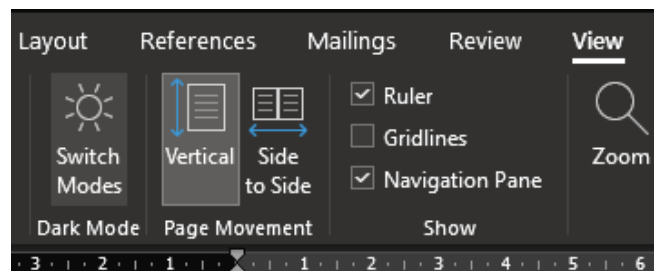 Layout References Mailings Review View
Switch Modes
Vertical
Side to Side
Ruler
Gridlines
Navigation Pane
Zoom
Dark Mode Page Movement Show
3 2 1 1 2 3 4 5 6